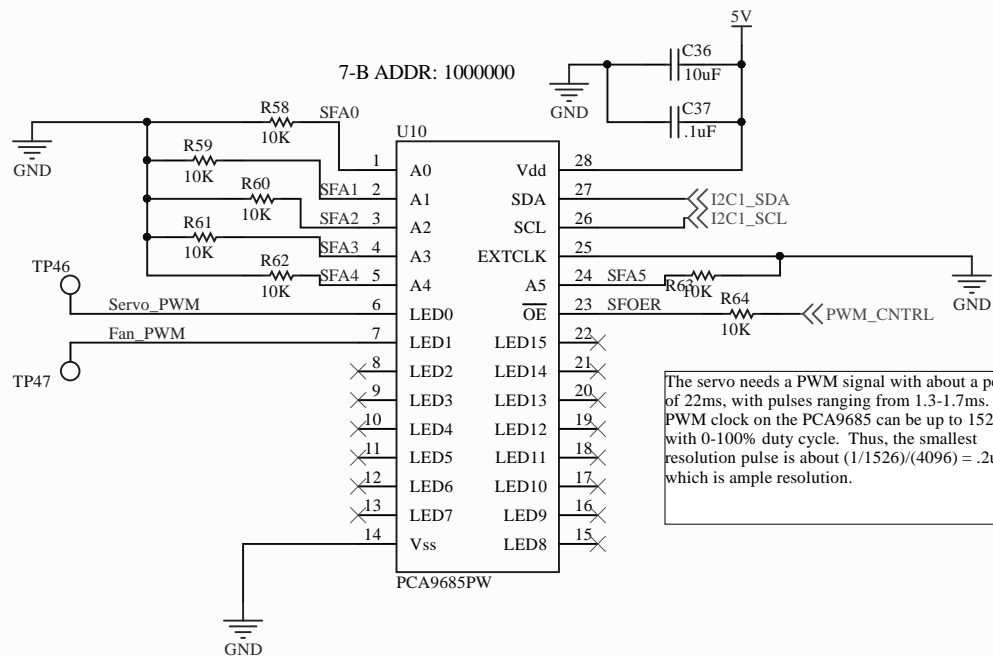 5V
C36
10uF
7-B ADDR: 1000000
GND
C37
.1uF
R58
SFA0
10K
U10
GND
R59
10K
SFA1
R60
10K
SFA2
R61
10K
SFA3
R62
10K
SFA4
TP46
Servo_PWM
Fan_PWM
TP47
1 A0 Vdd 28
2 A1 SDA 27
3 A2 SCL 26
4 A3 EXTCLK 25
5 A4 A5 24
6 LED0 OE 23
7 LED1 LED15 22
8 LED2 LED14 21
9 LED3 LED13 20
10 LED4 LED12 19
11 LED5 LED11 18
12 LED6 LED10 17
13 LED7 LED9 16
14 Vss LED8 15
PCA9685PW
GND
I2C1_SDA
I2C1_SCL
SFA5
R63
10K
GND
SFOER
R64
10K
PWM_CNTRL
The servo needs a PWM signal with about a
of 22ms, with pulses ranging from 1.3-1.7ms.
PWM clock on the PCA9685 can be up to 152
with 0-100% duty cycle. Thus, the smallest
resolution pulse is about (1/1526)/(4096) = .2u
which is ample resolution.